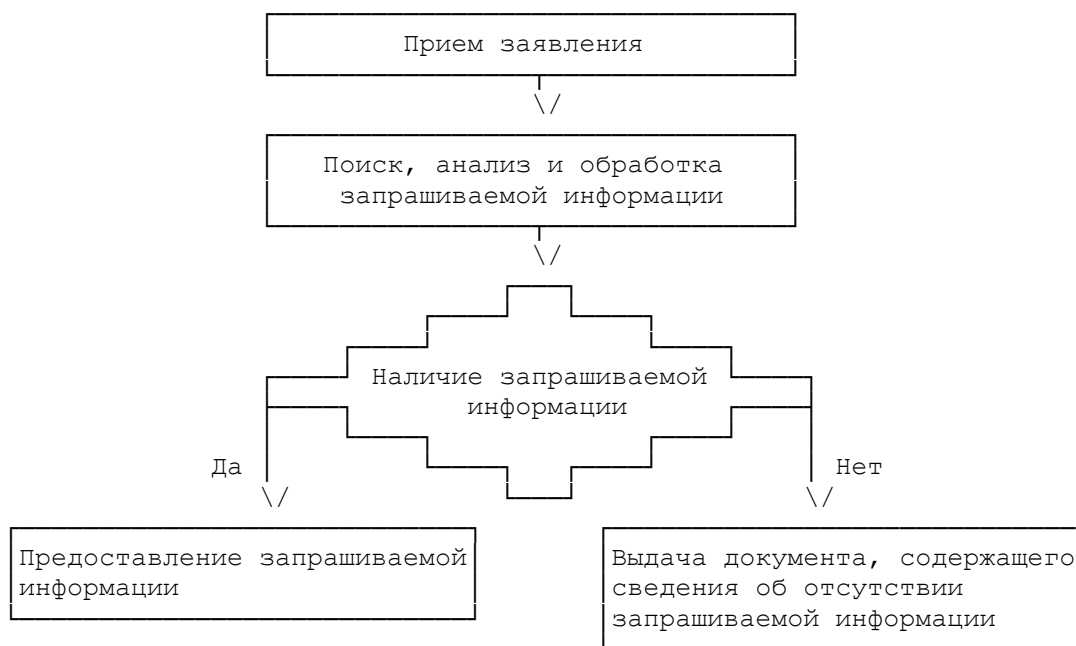 Прием заявления
Поиск, анализ и обработка
запрашиваемой информации
Наличие запрашиваемой
информации
Да
Нет
Предоставление запрашиваемой
информации
Выдача документа, содержащего
сведения об отсутствии
запрашиваемой информации